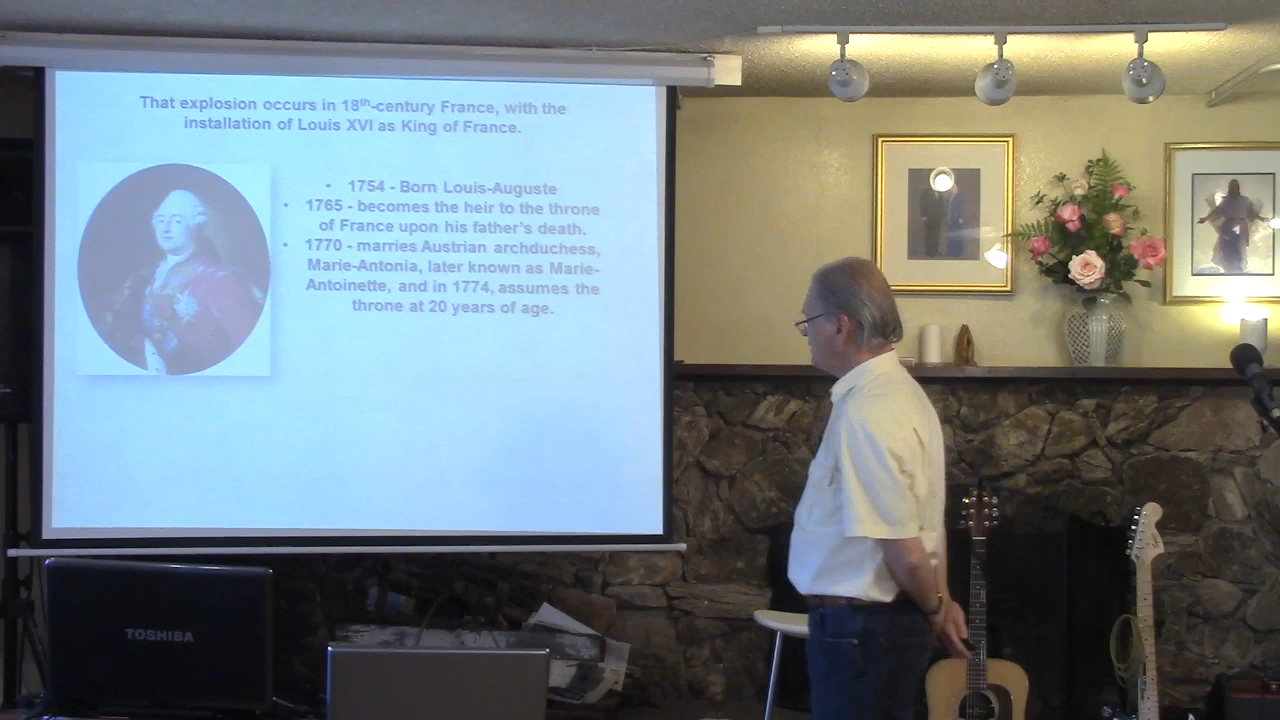 That explosion occurs in 18th-century France, with the
installation of Louis XVI as King of France.
• 1754 - Born Louis-Auguste
• 1765 - becomes the heir to the throne
of France upon his father's death.
• 1770 - marries Austrian archduchess,
Marie-Antonia, later known as Marie-
Antoinette, and in 1774, assumes the
throne at 20 years of age.
TOSHIBA